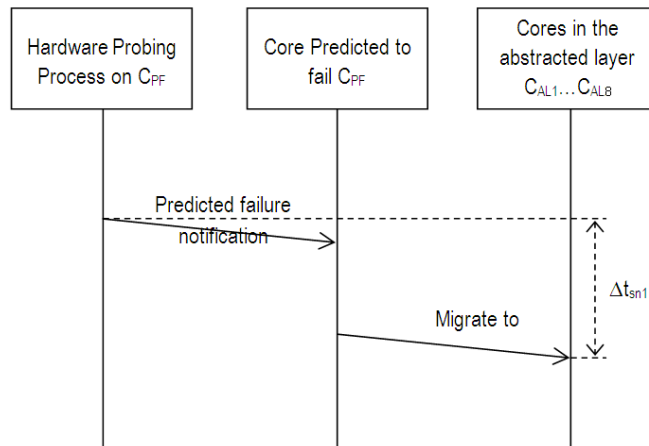 Hardware Probing
Process on CPF
Core Predicted to
fail CPF
Cores in the
abstracted layer
CAL1…CAL8
Predicted failure
notification
Δtsn1
Migrate to